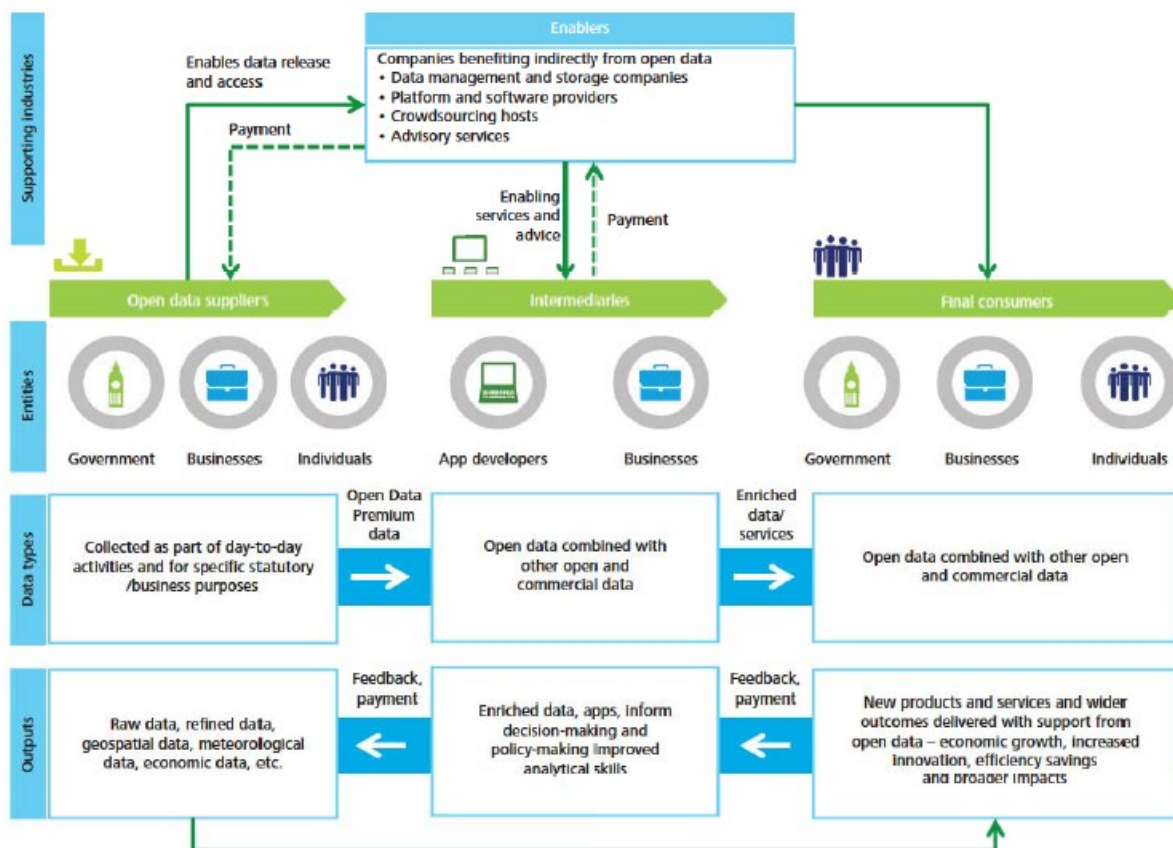 Supporting industries
Enablers
Companies benefiting indirectly from open data
• Data management and storage companies
• Platform and software providers
• Crowdsourcing hosts
• Advisory services
Enables data release
and access
Payment
Enabling
services and
advice
Payment
Open data suppliers
Intermediaries
Final consumers
Entities
Government
Businesses
Individuals
App developers
Businesses
Government
Businesses
Individuals
Data types
Collected as part of day-to-day
activities and for specific statutory
/business purposes
Open Data
Premium
data
Open data combined with
other open and
commercial data
Enriched
data/
services
Open data combined with other open
and commercial data
Outputs
Raw data, refined data,
geospatial data, meteorological
data, economic data, etc.
Feedback,
payment
Enriched data, apps, inform
decision-making and
policy-making improved
analytical skills
Feedback,
payment
New products and services and wider
outcomes delivered with support from
open data – economic growth, increased
innovation, efficiency savings
and broader impacts